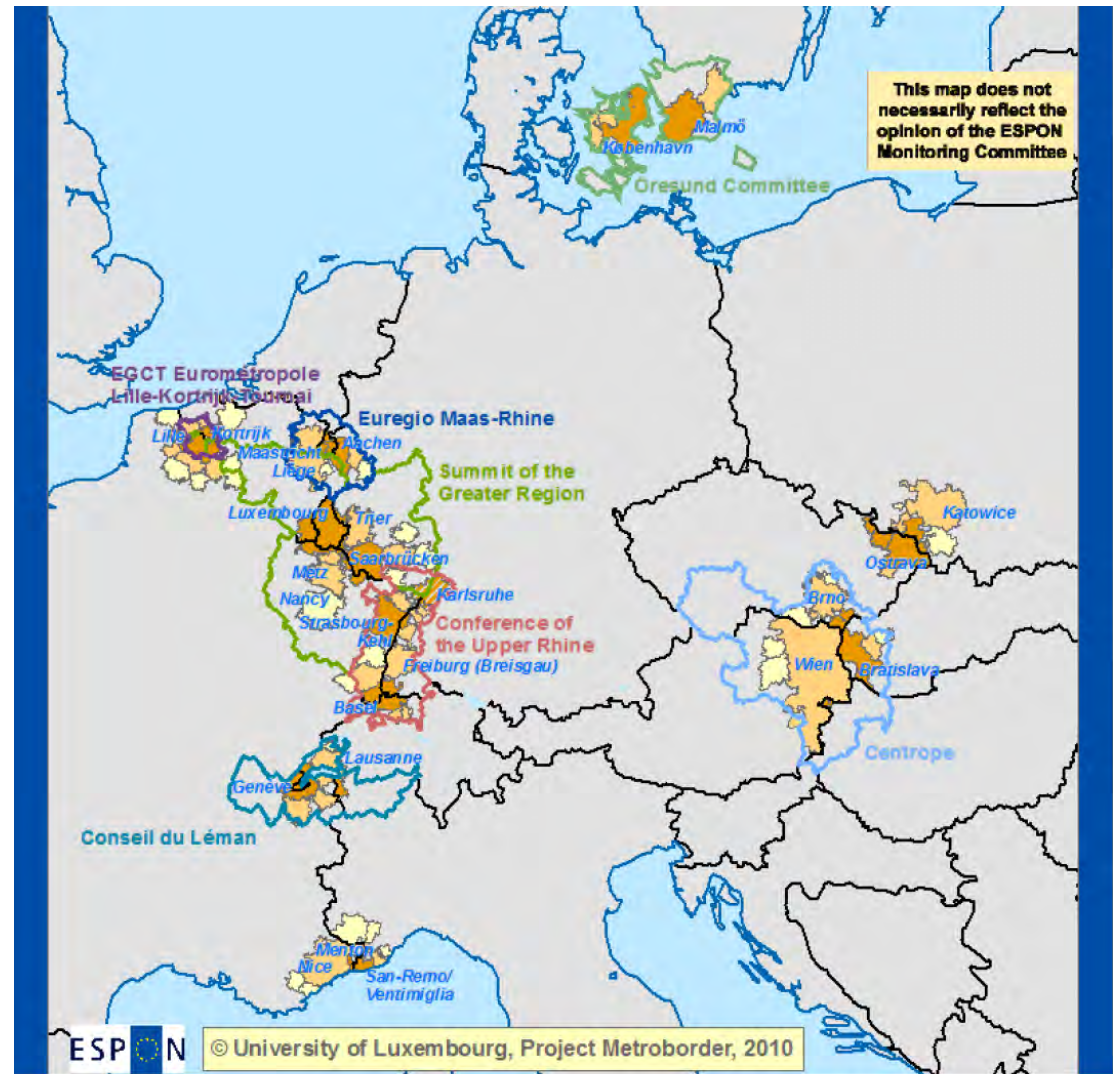 This map does not
necessarily reflect the
opinion of the ESPON
Monitoring Committee
Malmö
København
Oresund Committee
EGCT Eurométropole
Lille-Kortrijk-Tournai
Euregio Maas-Rhine
Lille
Kortrijk
Aachen
Maastricht
Liège
Summit of the
Greater Region
Luxembourg
Trier
Katowice
Saarbrücken
Ostrava
Metz
Nancy
Karlsruhe
Brno
Strasbourg-
Kehl
Conference of
the Upper Rhine
Freiburg (Breisgau)
Wien
Bratislava
Basel
Centrope
Lausanne
Genève
Conseil du Léman
Menton
Nice
San-Remo/
Ventimiglia
ESPON
© University of Luxembourg, Project Metroborder, 2010